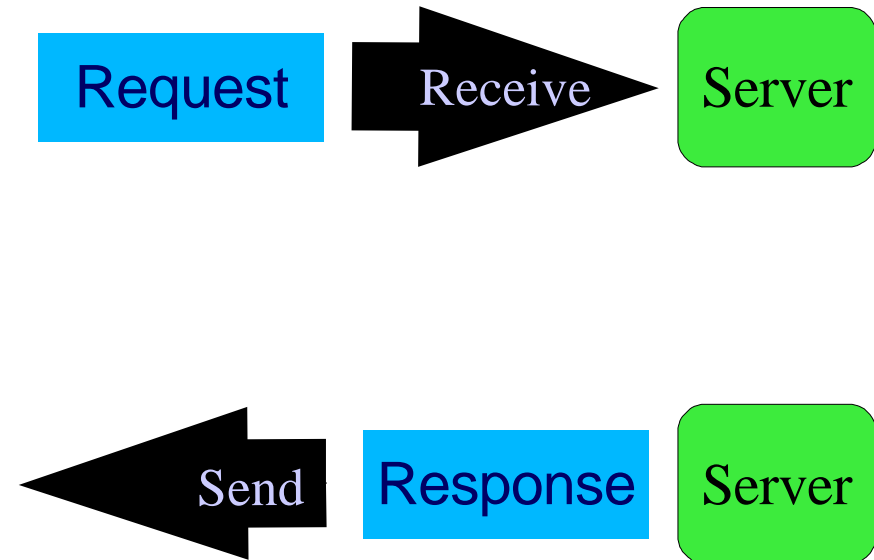 Request
Receive
Server
Send
Response
Server